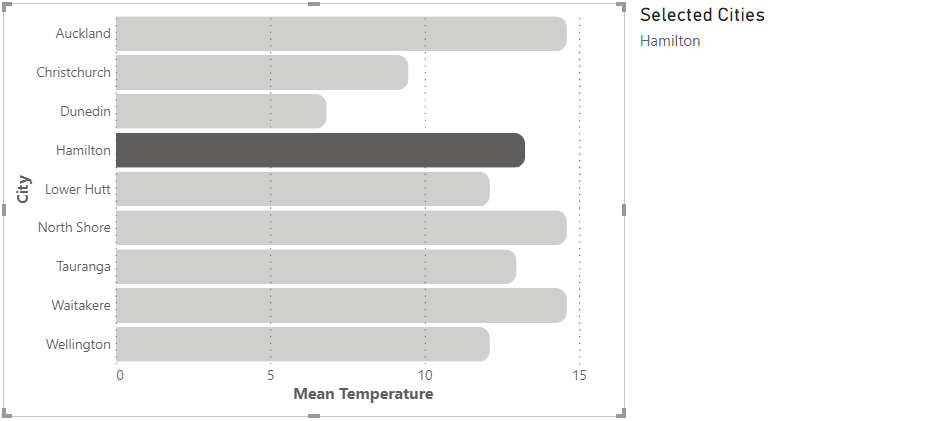 Selected Cities
Hamilton
Auckland
Christchurch
Dunedin
Hamilton
Lower Hutt
North Shore
Tauranga
Waitakere
Wellington
City
0 5 10 15
Mean Temperature